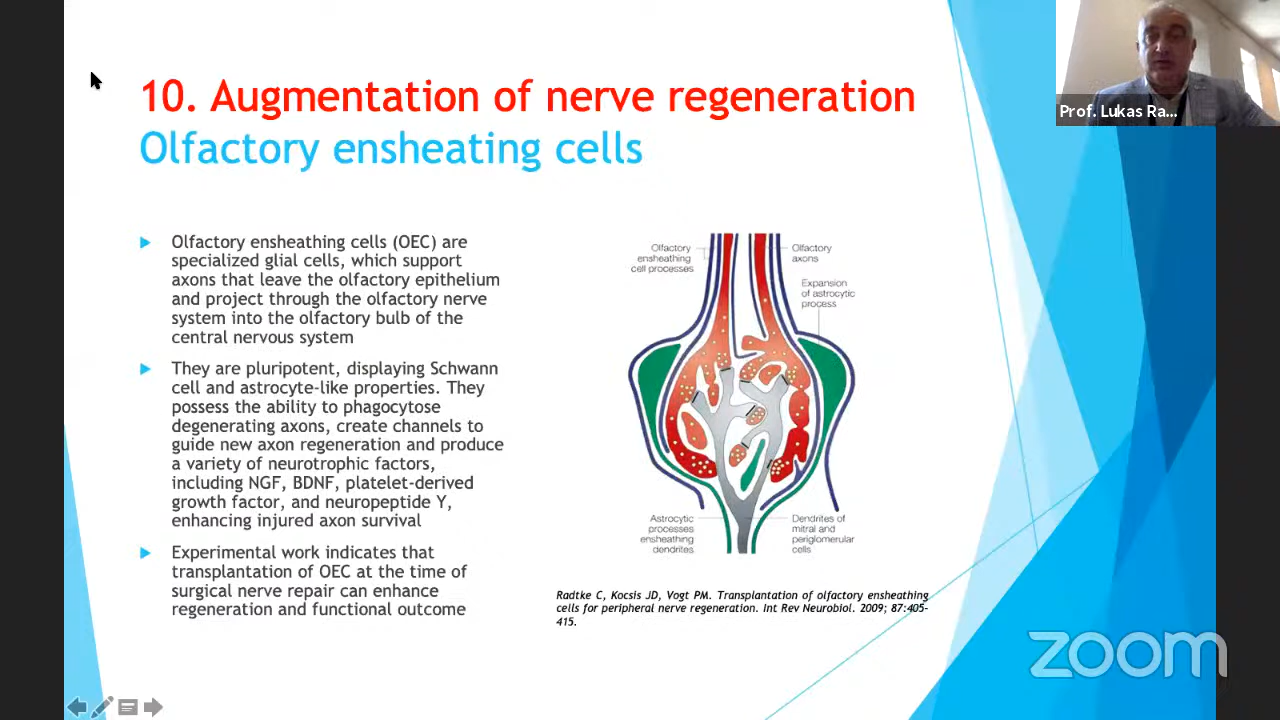 10. Augmentation of nerve regeneration
Olfactory ensheating cells
Prof. Lukas Ra...
Olfactory ensheathing cells (OEC) are
specialized glial cells, which support
axons that leave the olfactory epithelium
and project through the olfactory nerve
system into the olfactory bulb of the
central nervous system
They are pluripotent, displaying Schwann
cell and astrocyte-like properties. They
possess the ability to phagocytose
degenerating axons, create channels to
guide new axon regeneration and produce
a variety of neurotrophic factors,
including NGF, BDNF, platelet-derived
growth factor, and neuropeptide Y,
enhancing injured axon survival
Experimental work indicates that
transplantation of OEC at the time of
surgical nerve repair can enhance
regeneration and functional outcome
Olfactory
ensheathing
cell processes
Olfactory
axons
Expansion
of astrocytic
process
Astrocytic
processes
ensheathing
dendrites
Dendrites of
mitral and
periglomerular
cells
Radtke C, Kocsis JD, Vogt PM. Transplantation of olfactory ensheathing
cells for peripheral nerve regeneration. Int Rev Neurobiol. 2009; 87:405-
415.
zoom